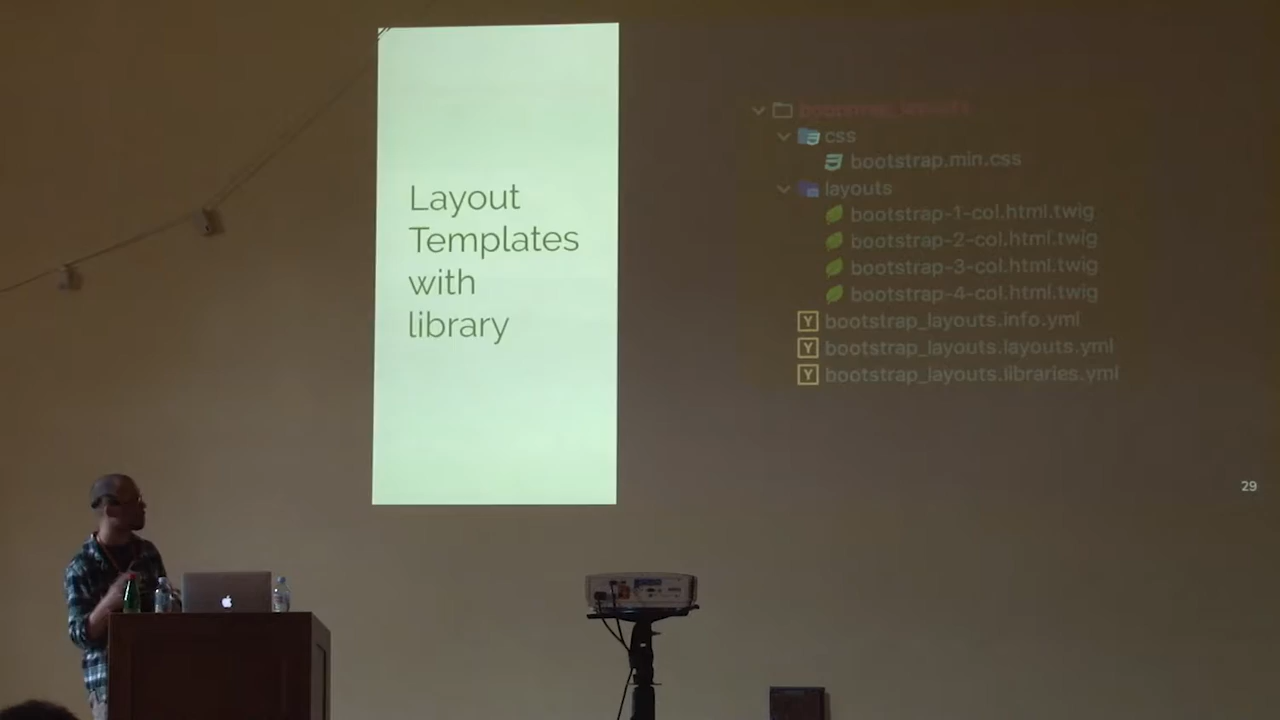 Layout
Templates
with
library
bootstrap_layouts
css
bootstrap.min.css
layouts
bootstrap-1-col.html.twig
bootstrap-2-col.html.twig
bootstrap-3-col.html.twig
bootstrap-4-col.html.twig
Y bootstrap_layouts.info.yml
Y bootstrap_layouts.layouts.yml
Y bootstrap_layouts.libraries.yml
29